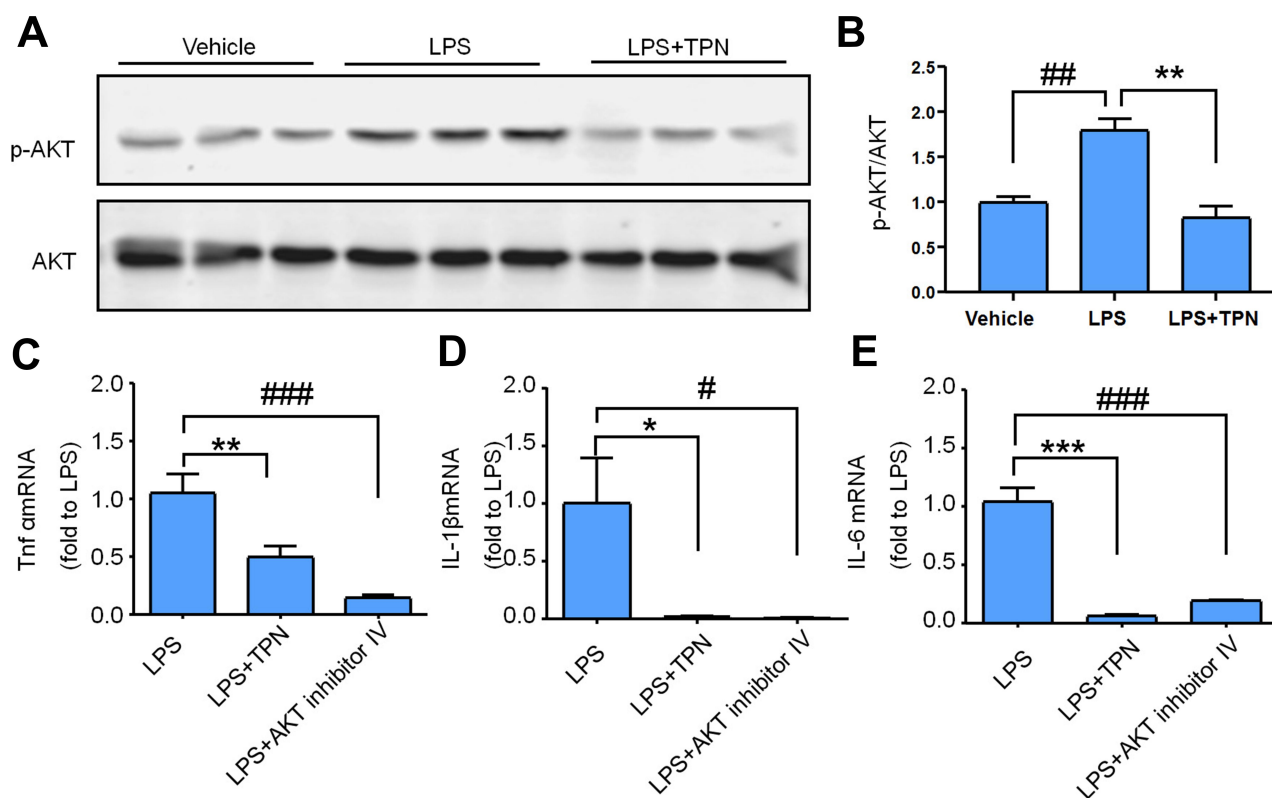 A
Vehicle
LPS
LPS+TPN
p-AKT
AKT
B
p-AKT/AKT
2.5
2.0
1.5
1.0
0.5
0.0
##
**
Vehicle
LPS
LPS+TPN
C
Tnf αmRNA
(fold to LPS)
2.0
1.5
1.0
0.5
0.0
###
**
LPS
LPS+TPN
LPS+AKT inhibitor IV
D
IL-1βmRNA
(fold to LPS)
2.0
1.5
1.0
0.5
0.0
#
*
LPS
LPS+TPN
LPS+AKT inhibitor IV
E
IL-6 mRNA
(fold to LPS)
2.0
1.5
1.0
0.5
0.0
###
***
LPS
LPS+TPN
LPS+AKT inhibitor IV